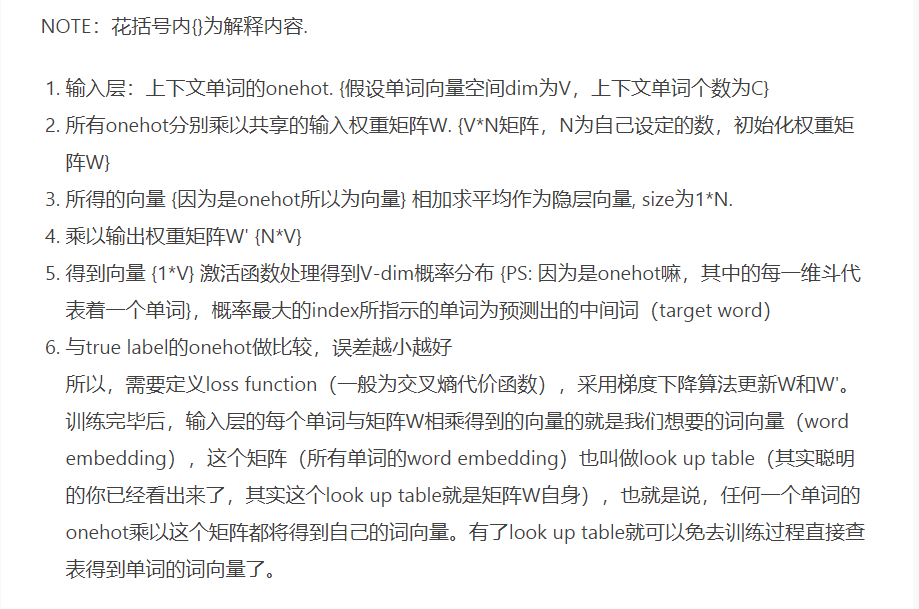 NOTE：花括号内{}为解释内容.
1. 输入层：上下文单词的onehot. {假设单词向量空间dim为V，上下文单词个数为C}
2. 所有onehot分别乘以共享的输入权重矩阵W. {V*N矩阵，N为自己设定的数，初始化权重矩
阵W}
3. 所得的向量 {因为是onehot所以为向量} 相加求平均作为隐层向量, size为1*N.
4. 乘以输出权重矩阵W' {N*V}
5. 得到向量 {1*V} 激活函数处理得到V-dim概率分布 {PS: 因为是onehot嘛，其中的每一维斗代
表着一个单词}，概率最大的index所指示的单词为预测出的中间词（target word）
6. 与true label的onehot做比较，误差越小越好
所以，需要定义loss function（一般为交叉熵代价函数），采用梯度下降算法更新W和W'。
训练完毕后，输入层的每个单词与矩阵W相乘得到的向量的就是我们想要的词向量（word
embedding），这个矩阵（所有单词的word embedding）也叫做look up table（其实聪明
的你已经看出来了，其实这个look up table就是矩阵W自身），也就是说，任何一个单词的
onehot乘以这个矩阵都将得到自己的词向量。有了look up table就可以免去训练过程直接查
表得到单词的词向量了。